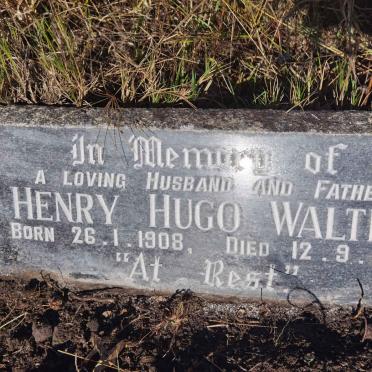 In Memory of
A LOVING HUSBAND AND FATHE
HENRY HUGO WALT
BORN 26.1.1908, DIED 12.9.
"At Rest"